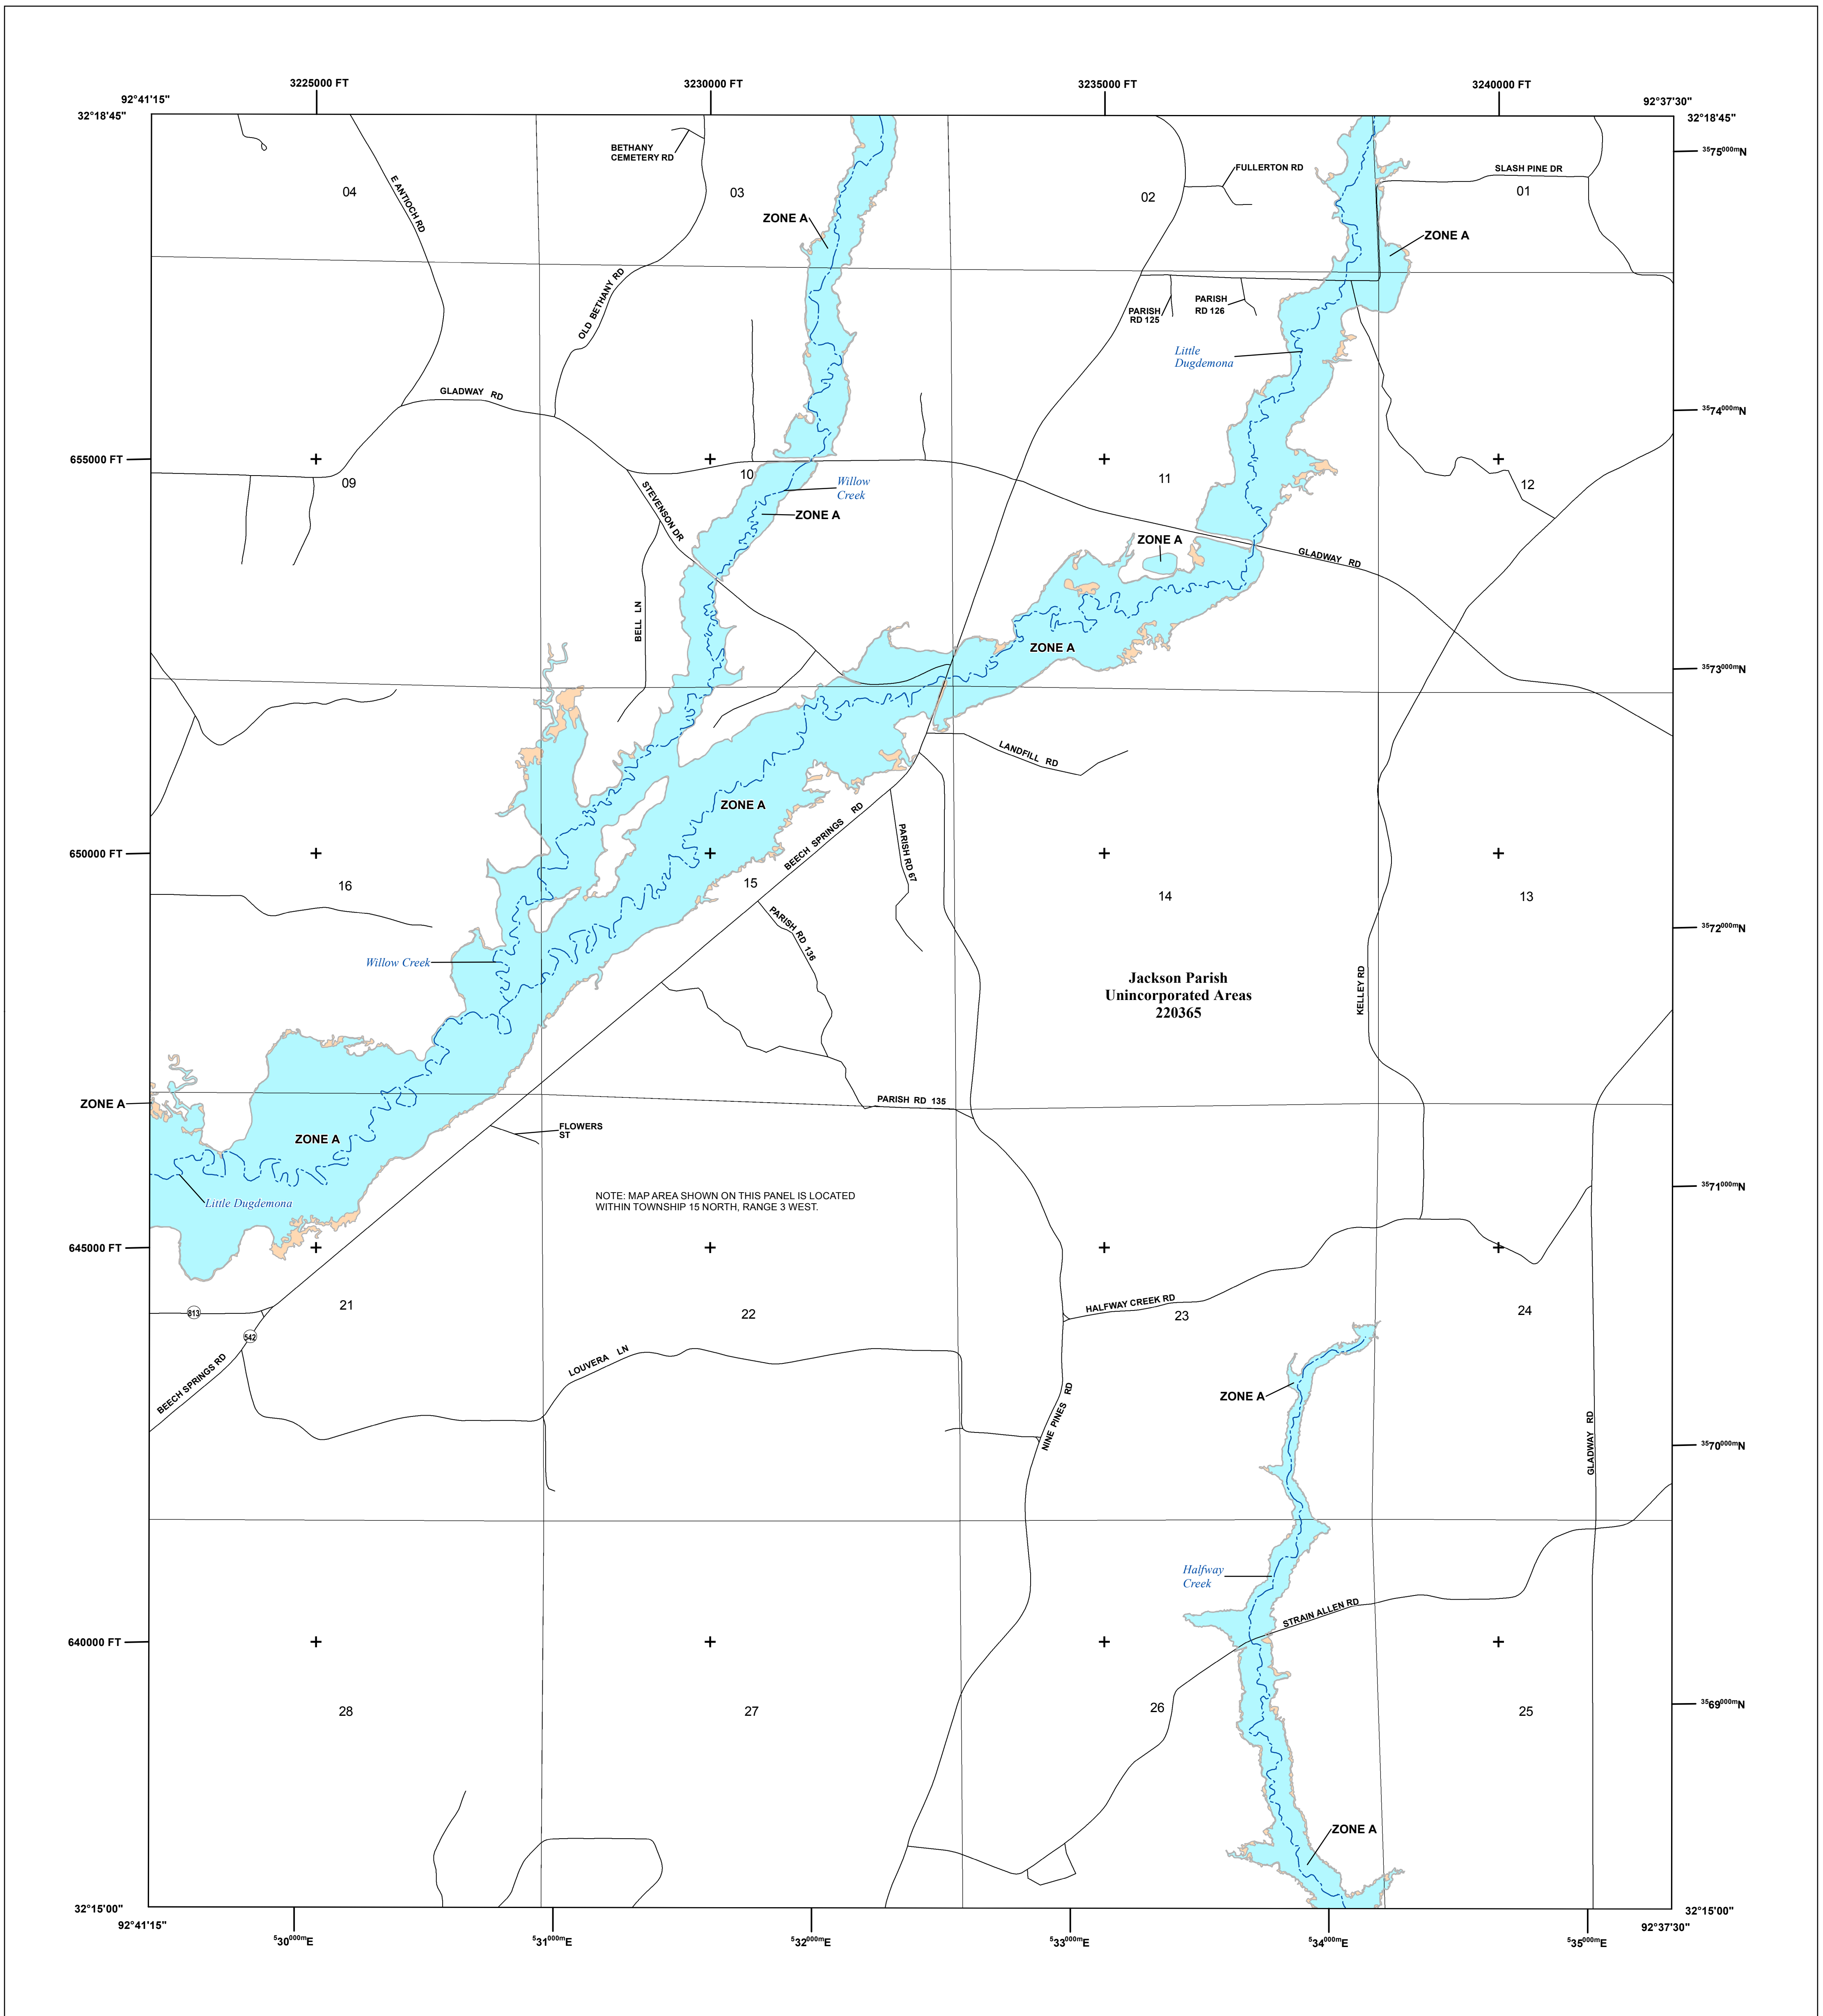 3225000 FT
3230000 FT
3235000 FT
3240000 FT
92°41'15"
92°37'30"
32°18'45"
32°18'45"
3575000mN
BETHANY
CEMETERY RD
FULLERTON RD
SLASH PINE DR
04
03
02
01
E ANTIOCH RD
ZONE A
ZONE A
OLD BETHANY RD
PARISH
RD 125
PARISH
RD 126
Little
Dugdemona
GLADWAY RD
3574000mN
655000 FT
09
10
11
12
Willow
Creek
STEVENSON DR
ZONE A
ZONE A
GLADWAY RD
BELL LN
ZONE A
3573000mN
LANDFILL RD
ZONE A
BEECH SPRINGS RD
PARISH RD 67
650000 FT
16
15
14
13
PARISH RD 136
3572000mN
Willow Creek
Jackson Parish
Unincorporated Areas
220365
KELLEY RD
ZONE A
PARISH RD 135
FLOWERS
ST
ZONE A
Little Dugdemona
NOTE: MAP AREA SHOWN ON THIS PANEL IS LOCATED
WITHIN TOWNSHIP 15 NORTH, RANGE 3 WEST.
3571000mN
645000 FT
21
22
23
24
HALFWAY CREEK RD
813
542
LOUVERA LN
BEECH SPRINGS RD
ZONE A
NINE PINES RD
GLADWAY RD
3570000mN
Halfway
Creek
STRAIN ALLEN RD
640000 FT
28
27
26
25
3569000mN
ZONE A
32°15'00"
32°15'00"
92°41'15"
92°37'30"
530000mE
531000mE
532000mE
533000mE
534000mE
535000mE